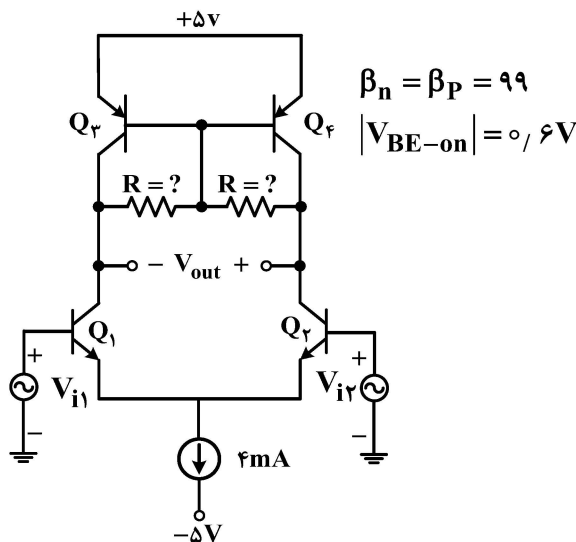 +۵v
βn = βP = ۹۹
|VBE-on| = ۰/۶V
Q۳
Q۴
R = ?
R = ?
− Vout +
Q۱
Q۲
+
Vi۱
−
+
Vi۲
−
۴mA
−۵V